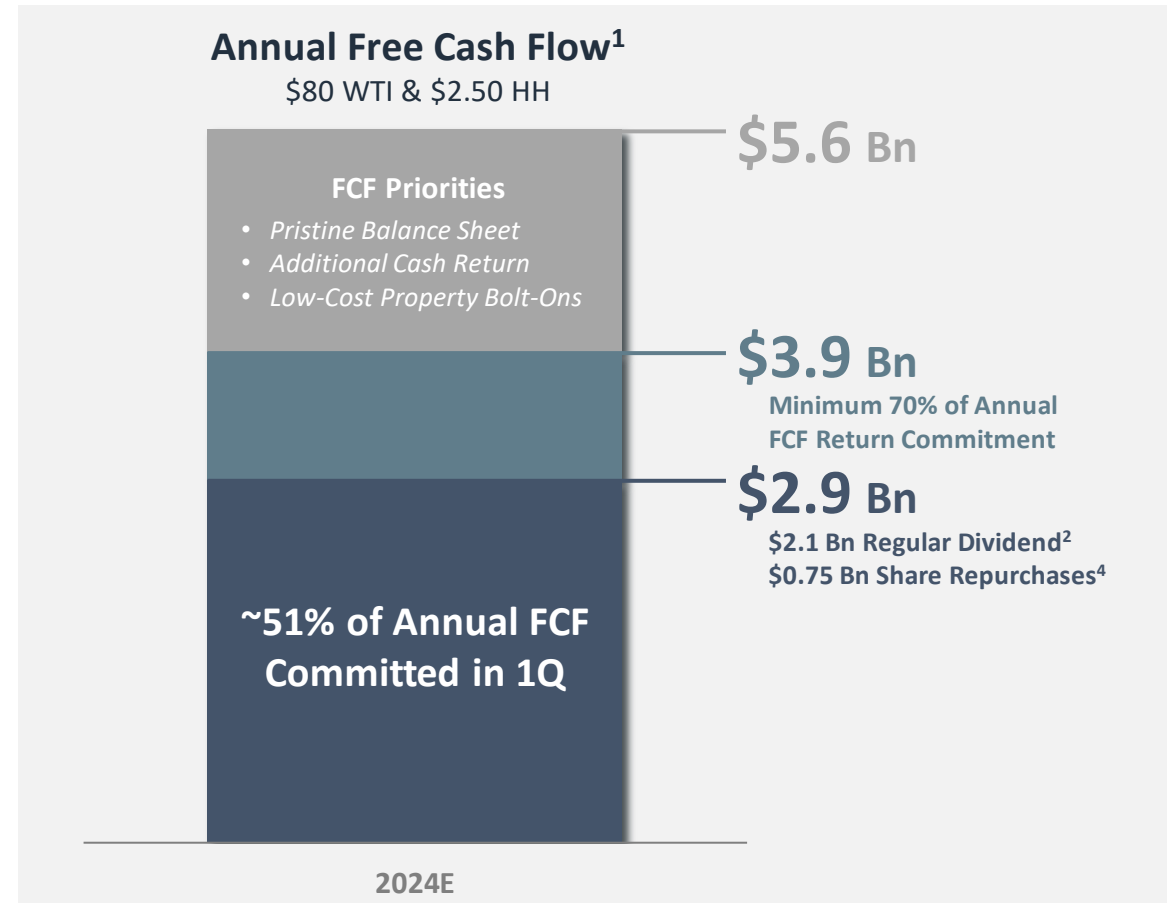 Annual Free Cash Flow¹
$80 WTI & $2.50 HH
$5.6 Bn
FCF Priorities
• Pristine Balance Sheet
• Additional Cash Return
• Low-Cost Property Bolt-Ons
$3.9 Bn
Minimum 70% of Annual
FCF Return Commitment
$2.9 Bn
$2.1 Bn Regular Dividend²
$0.75 Bn Share Repurchases⁴
~51% of Annual FCF
Committed in 1Q
2024E